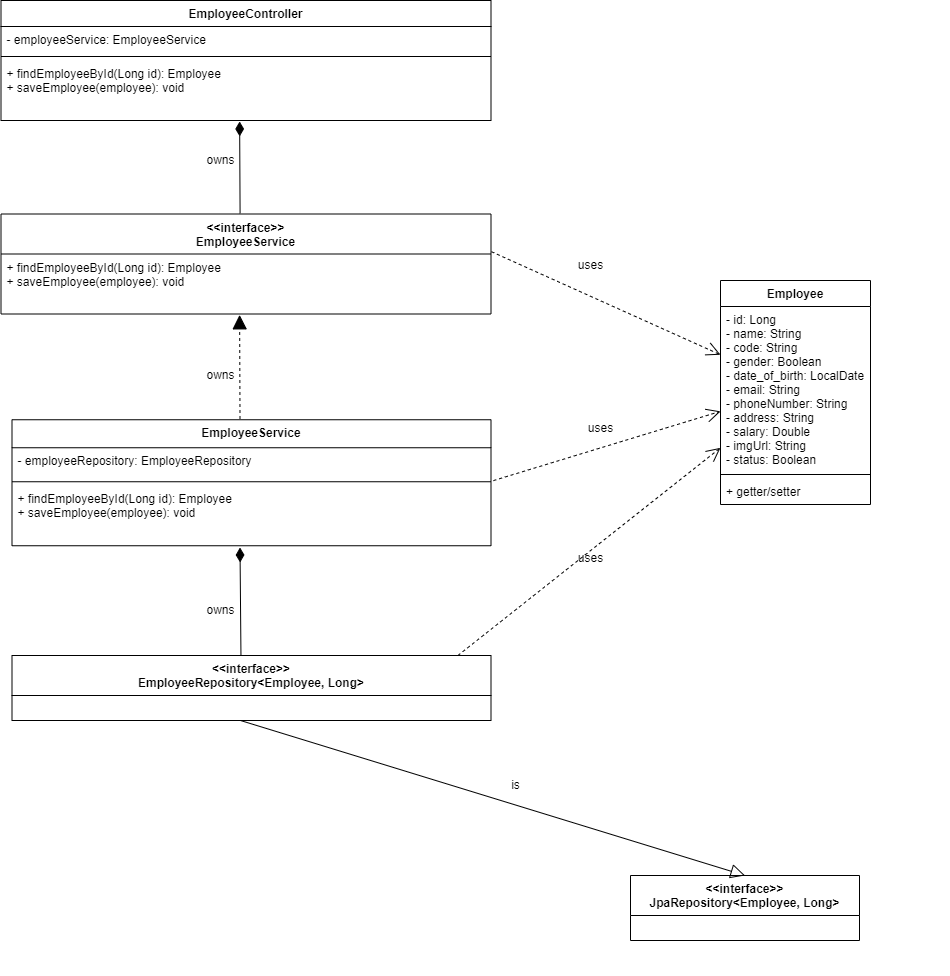 EmployeeController
- employeeService: EmployeeService
+ findEmployeeById(Long id): Employee
+ saveEmployee(employee): void
owns
<<interface>>
EmployeeService
+ findEmployeeById(Long id): Employee
+ saveEmployee(employee): void
uses
Employee
- id: Long
- name: String
- code: String
- gender: Boolean
- date_of_birth: LocalDate
- email: String
- phoneNumber: String
- address: String
- salary: Double
- imgUrl: String
- status: Boolean
+ getter/setter
owns
EmployeeService
- employeeRepository: EmployeeRepository
+ findEmployeeById(Long id): Employee
+ saveEmployee(employee): void
uses
uses
owns
<<interface>>
EmployeeRepository<Employee, Long>
is
<<interface>>
JpaRepository<Employee, Long>